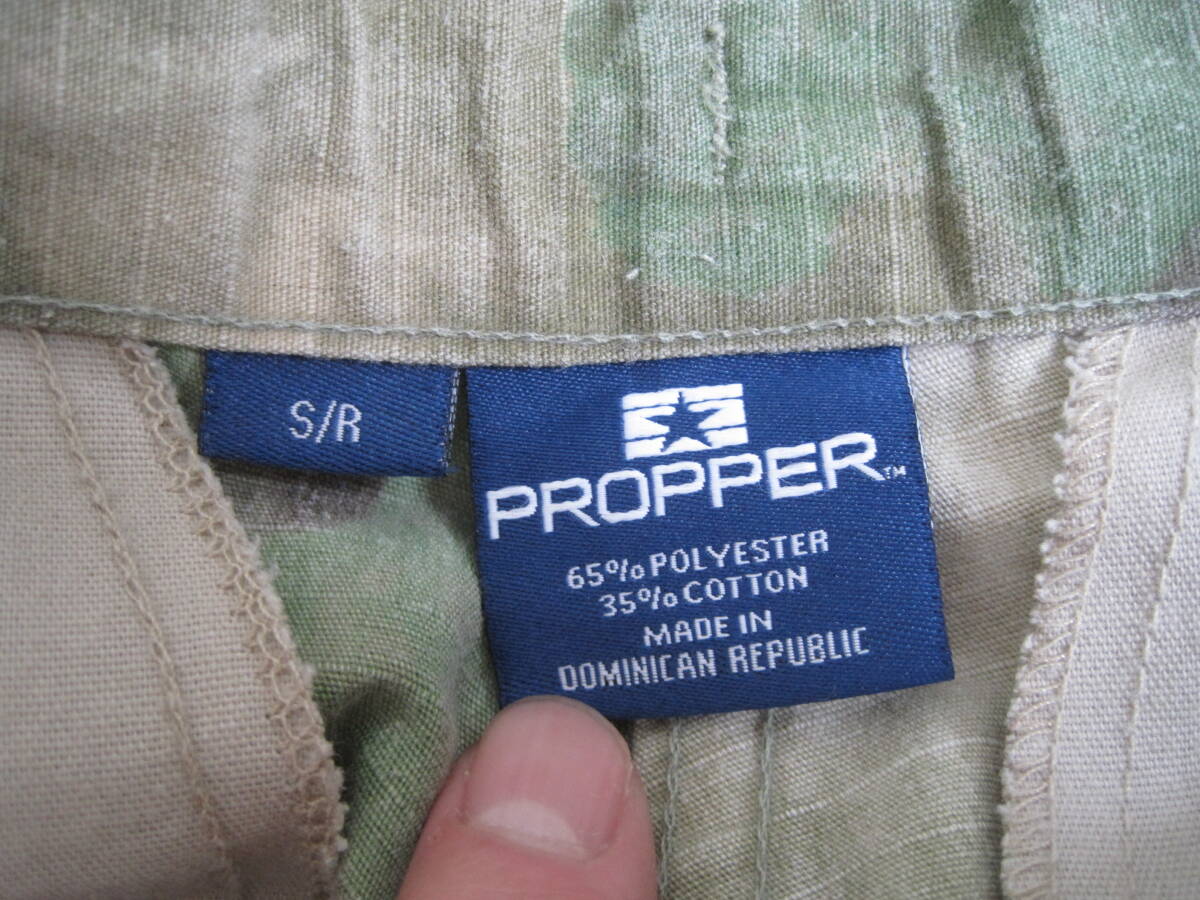 S/R
PROPPER™
65% POLYESTER
35% COTTON
MADE IN
DOMINICAN REPUBLIC